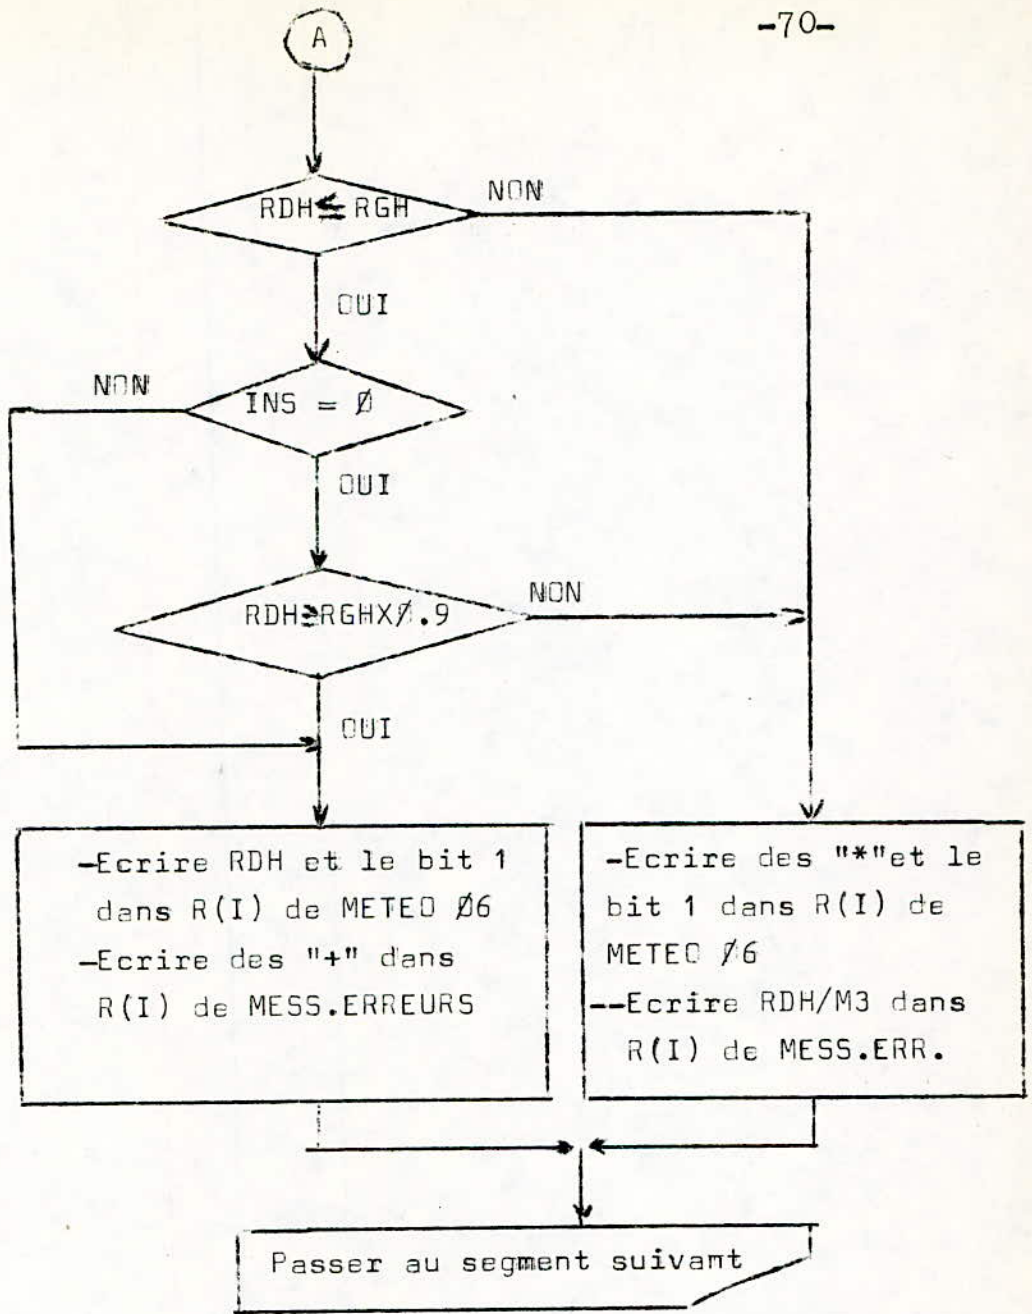 -70-
A
RDH≤ RGH
NON
OUI
NON
INS = Ø
OUI
RDH≥RGHXØ.9
NON
OUI
-Ecrire RDH et le bit 1
dans R(I) de METEO Ø6
-Ecrire des "+" dans
R(I) de MESS.ERREURS
-Ecrire des "*"et le
bit 1 dans R(I) de
METEO Ø6
--Ecrire RDH/M3 dans
R(I) de MESS.ERR.
Passer au segment suivant